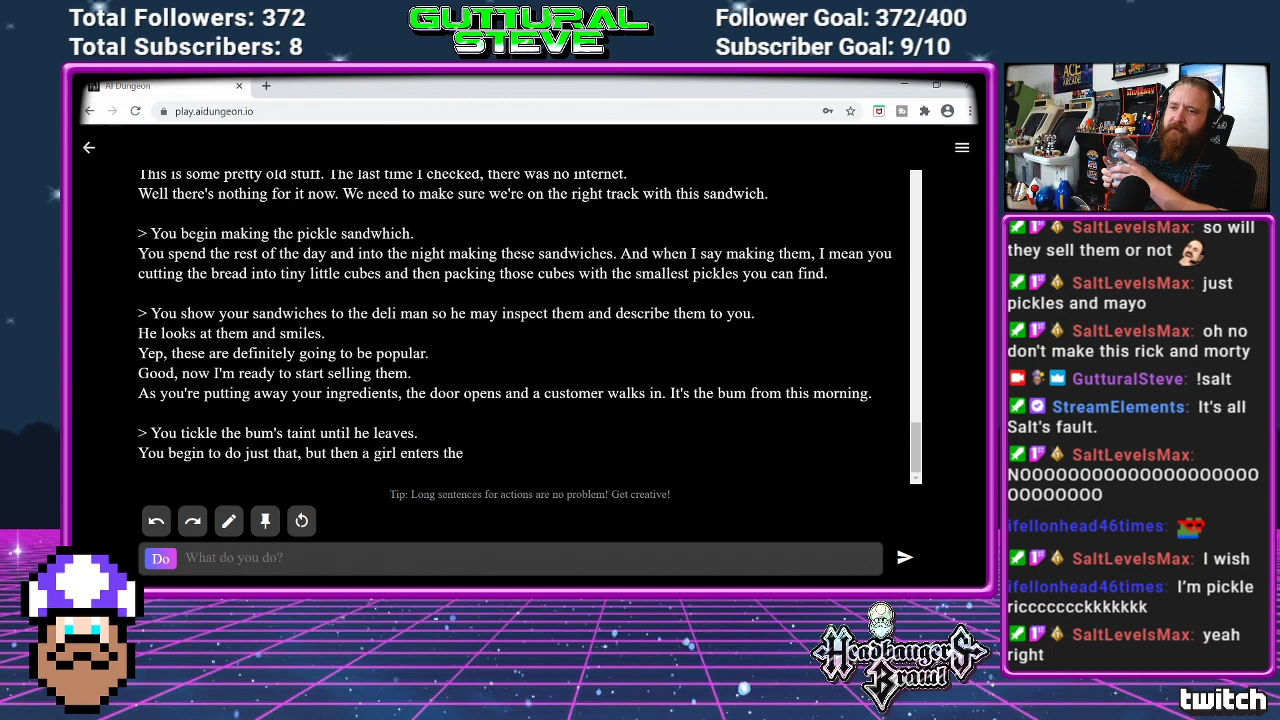 Total Followers: 372
Total Subscribers: 8
GUTTURAL
STEVE
Follower Goal: 372/400
Subscriber Goal: 9/10
AI Dungeon
play.aidungeon.io
This is some pretty old stuff. The last time I checked, there was no internet.
Well there's nothing for it now. We need to make sure we're on the right track with this sandwich.
> You begin making the pickle sandwhich.
You spend the rest of the day and into the night making these sandwiches. And when I say making them, I mean you
cutting the bread into tiny little cubes and then packing those cubes with the smallest pickles you can find.
> You show your sandwiches to the deli man so he may inspect them and describe them to you.
He looks at them and smiles.
Yep, these are definitely going to be popular.
Good, now I'm ready to start selling them.
As you're putting away your ingredients, the door opens and a customer walks in. It's the bum from this morning.
> You tickle the bum's taint until he leaves.
You begin to do just that, but then a girl enters the
Tip: Long sentences for actions are no problem! Get creative!
Do What do you do?
ACE
ARCADE
SaltLevelsMax: so will
they sell them or not
SaltLevelsMax: just
pickles and mayo
SaltLevelsMax: oh no
don't make this rick and morty
GutturalSteve: !salt
StreamElements: It's all
Salt's fault.
SaltLevelsMax:
NOOOOOOOOOOOOOOOOOOO
OOOOOOOO
ifellonhead46times:
SaltLevelsMax: I wish
ifellonhead46times: I'm pickle
riccccccckkkkkkk
SaltLevelsMax: yeah
right
Headbangers
Brawl
twitch